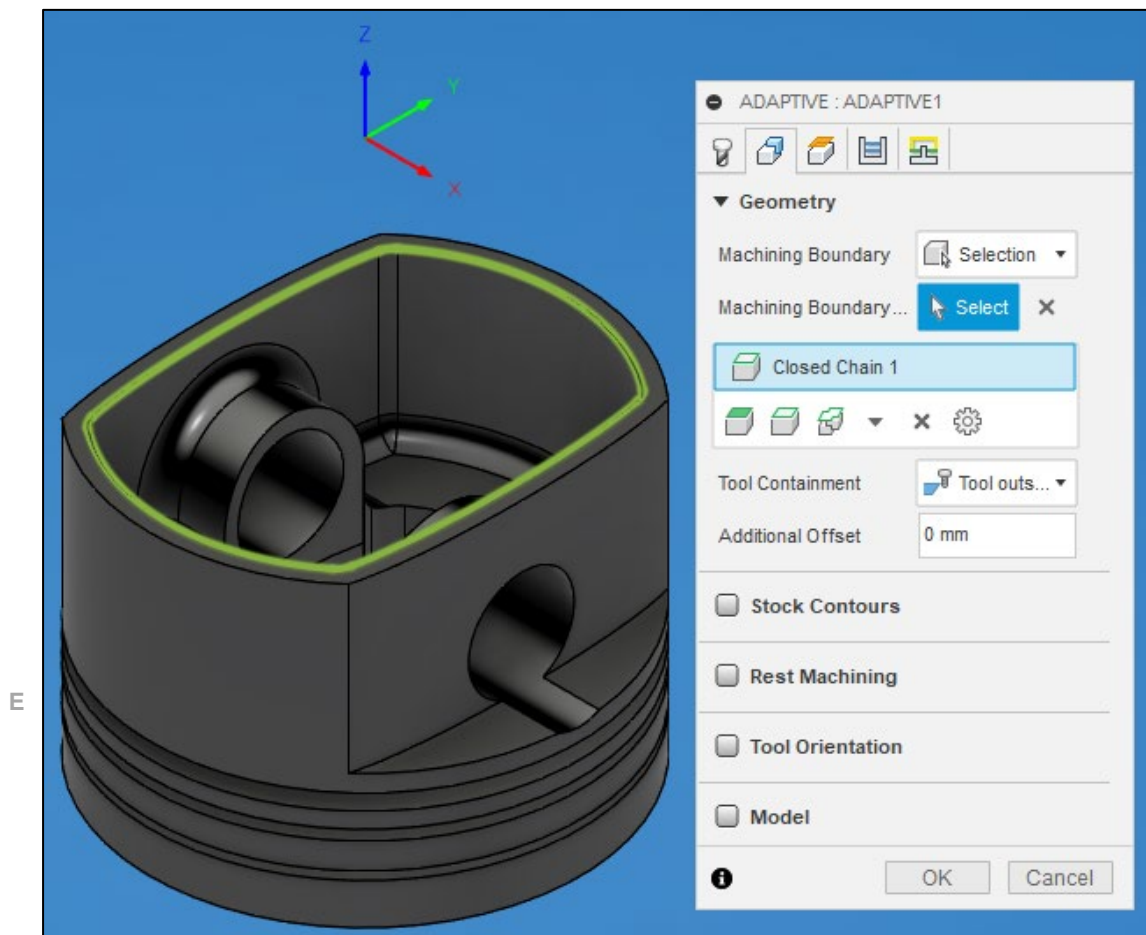 Z
Y
X
ADAPTIVE : ADAPTIVE1
Geometry
Machining Boundary Selection
Machining Boundary... Select
Closed Chain 1
Tool Containment Tool outs...
Additional Offset 0 mm
Stock Contours
Rest Machining
Tool Orientation
Model
OK Cancel
E